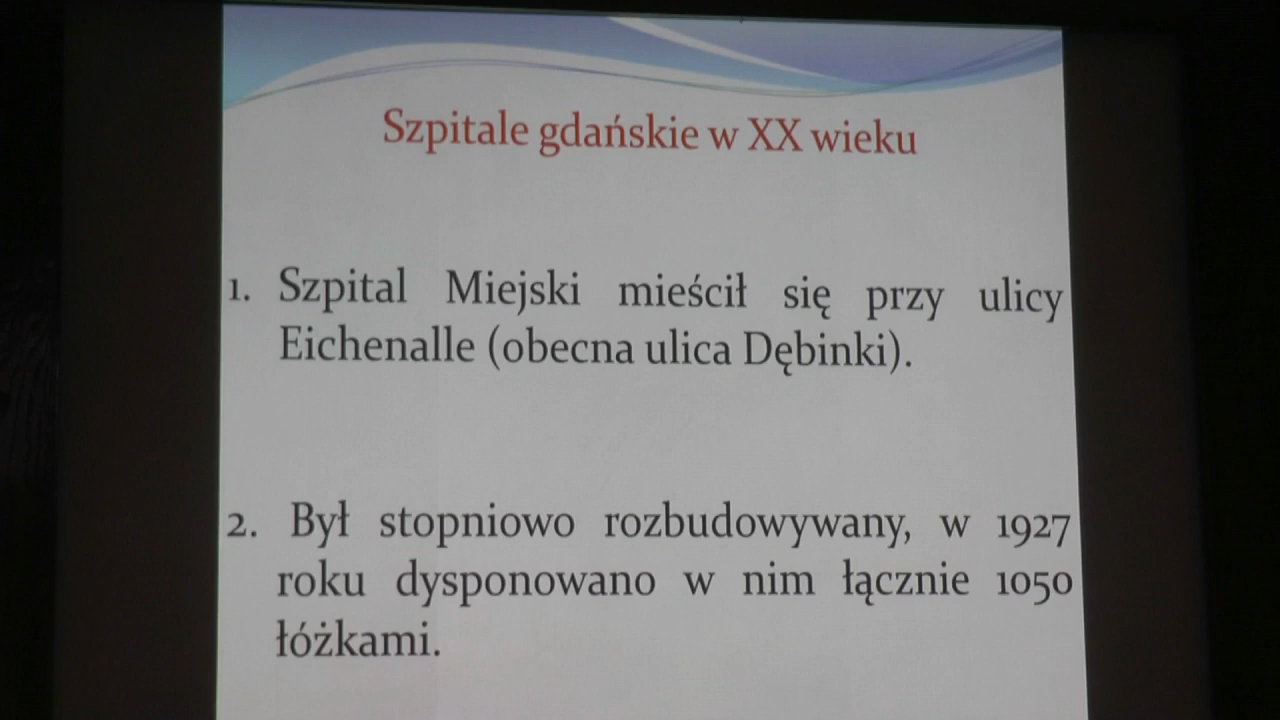 Szpitale gdańskie w XX wieku
1. Szpital Miejski mieścił się przy ulicy
Eichenalle (obecna ulica Dębinki).
2. Był stopniowo rozbudowywany, w 1927
roku dysponowano w nim łącznie 1050
łóżkami.